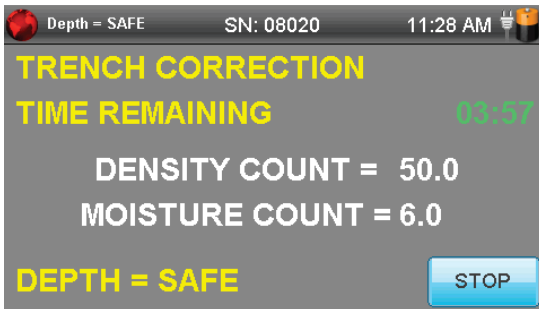 Depth = SAFE SN: 08020 11:28 AM
TRENCH CORRECTION
TIME REMAINING 03:57
DENSITY COUNT = 50.0
MOISTURE COUNT = 6.0
DEPTH = SAFE STOP